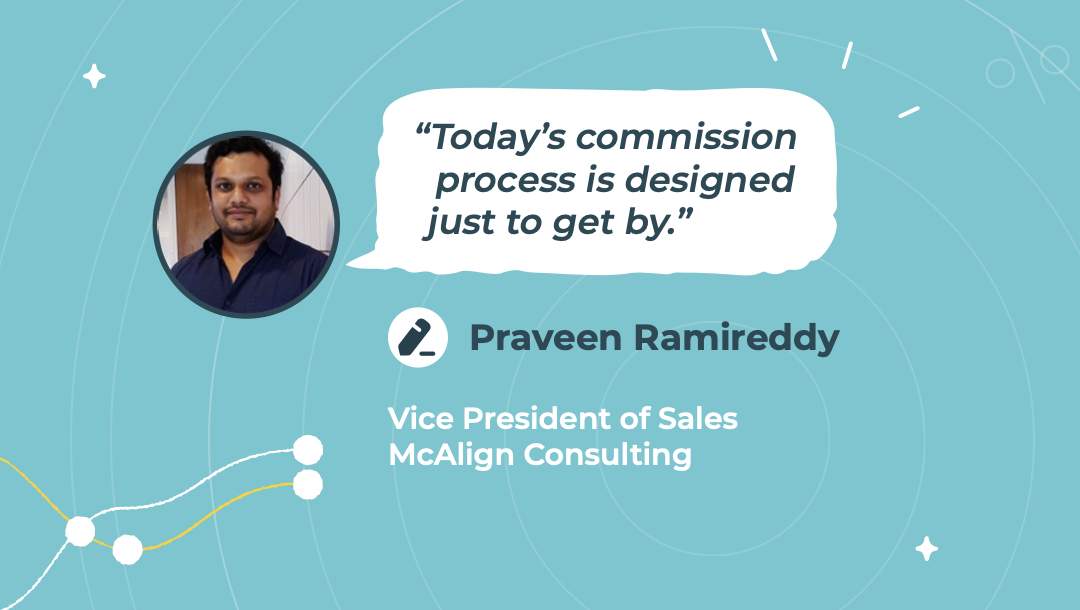 “Today’s commission
process is designed
just to get by.”
Praveen Ramireddy
Vice President of Sales
McAlign Consulting